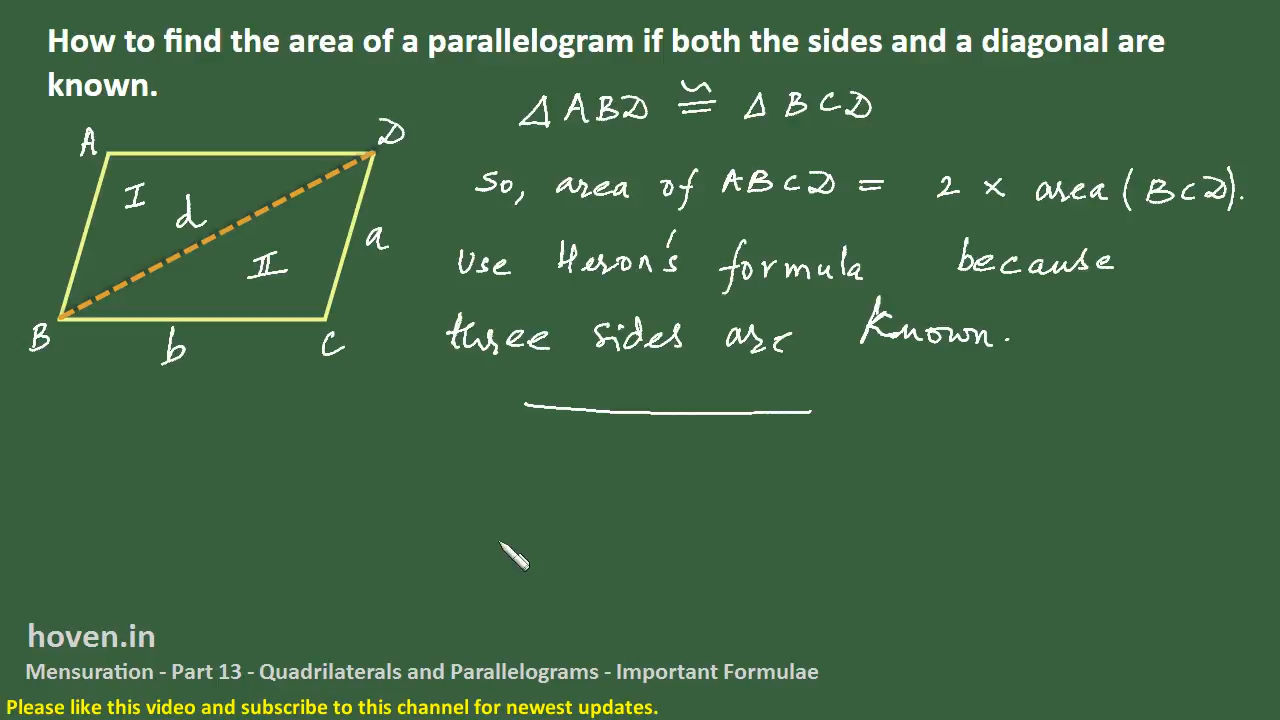 How to find the area of a parallelogram if both the sides and a diagonal are
known.
Δ ABD ≅ Δ BCD
A
D
I
So, area of ABCD = 2 × area (BCD).
d
a
II
Use Heron's formula because
B
b
C
three sides are known.
hoven.in
Mensuration - Part 13 - Quadrilaterals and Parallelograms - Important Formulae
Please like this video and subscribe to this channel for newest updates.